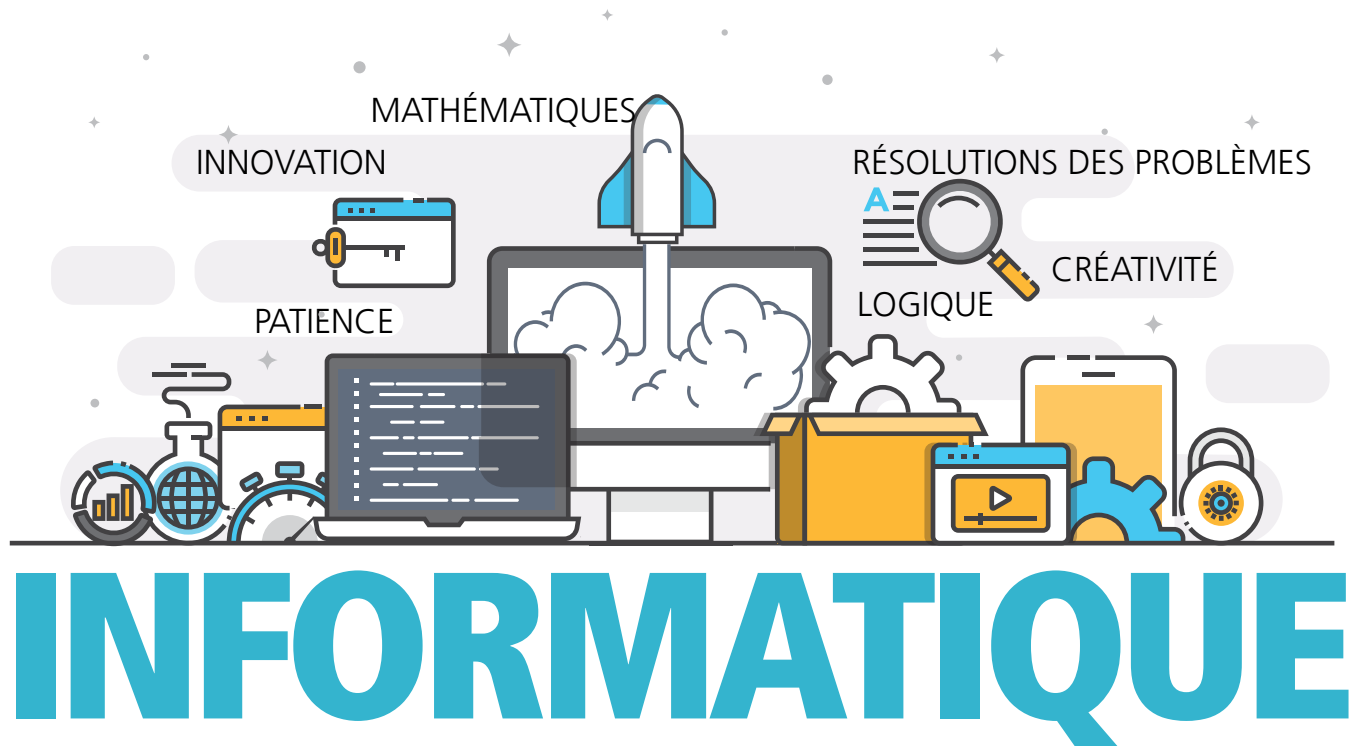 MATHÉMATIQUES
INNOVATION
RÉSOLUTIONS DES PROBLÈMES
A
CRÉATIVITÉ
LOGIQUE
PATIENCE
INFORMATIQUE